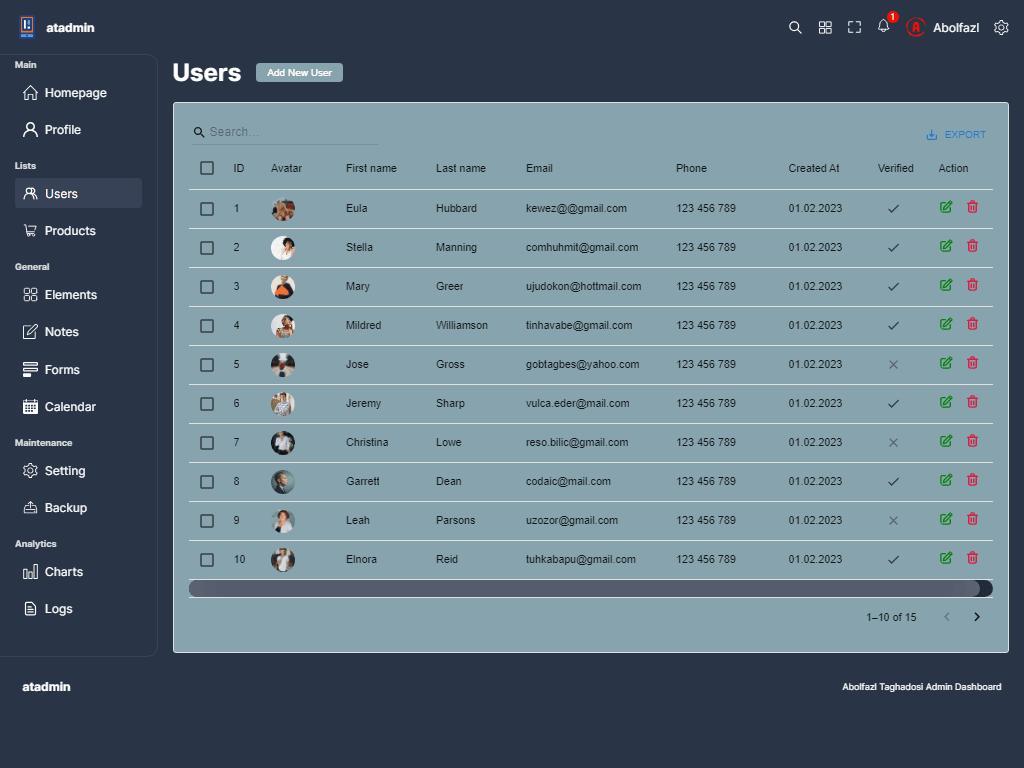 atadmin
1
Abolfazl
Main
Homepage
Profile
Lists
Users
Products
General
Elements
Notes
Forms
Calendar
Maintenance
Setting
Backup
Analytics
Charts
Logs
Users
Add New User
Search...
EXPORT
ID Avatar First name Last name Email Phone Created At Verified Action
1 Eula Hubbard kewez@@gmail.com 123 456 789 01.02.2023
2 Stella Manning comhuhmit@gmail.com 123 456 789 01.02.2023
3 Mary Greer ujudokon@hottmail.com 123 456 789 01.02.2023
4 Mildred Williamson tinhavabe@gmail.com 123 456 789 01.02.2023
5 Jose Gross gobtagbes@yahoo.com 123 456 789 01.02.2023
6 Jeremy Sharp vulca.eder@mail.com 123 456 789 01.02.2023
7 Christina Lowe reso.bilic@gmail.com 123 456 789 01.02.2023
8 Garrett Dean codaic@mail.com 123 456 789 01.02.2023
9 Leah Parsons uzozor@gmail.com 123 456 789 01.02.2023
10 Elnora Reid tuhkabapu@gmail.com 123 456 789 01.02.2023
1–10 of 15
atadmin
Abolfazl Taghadosi Admin Dashboard